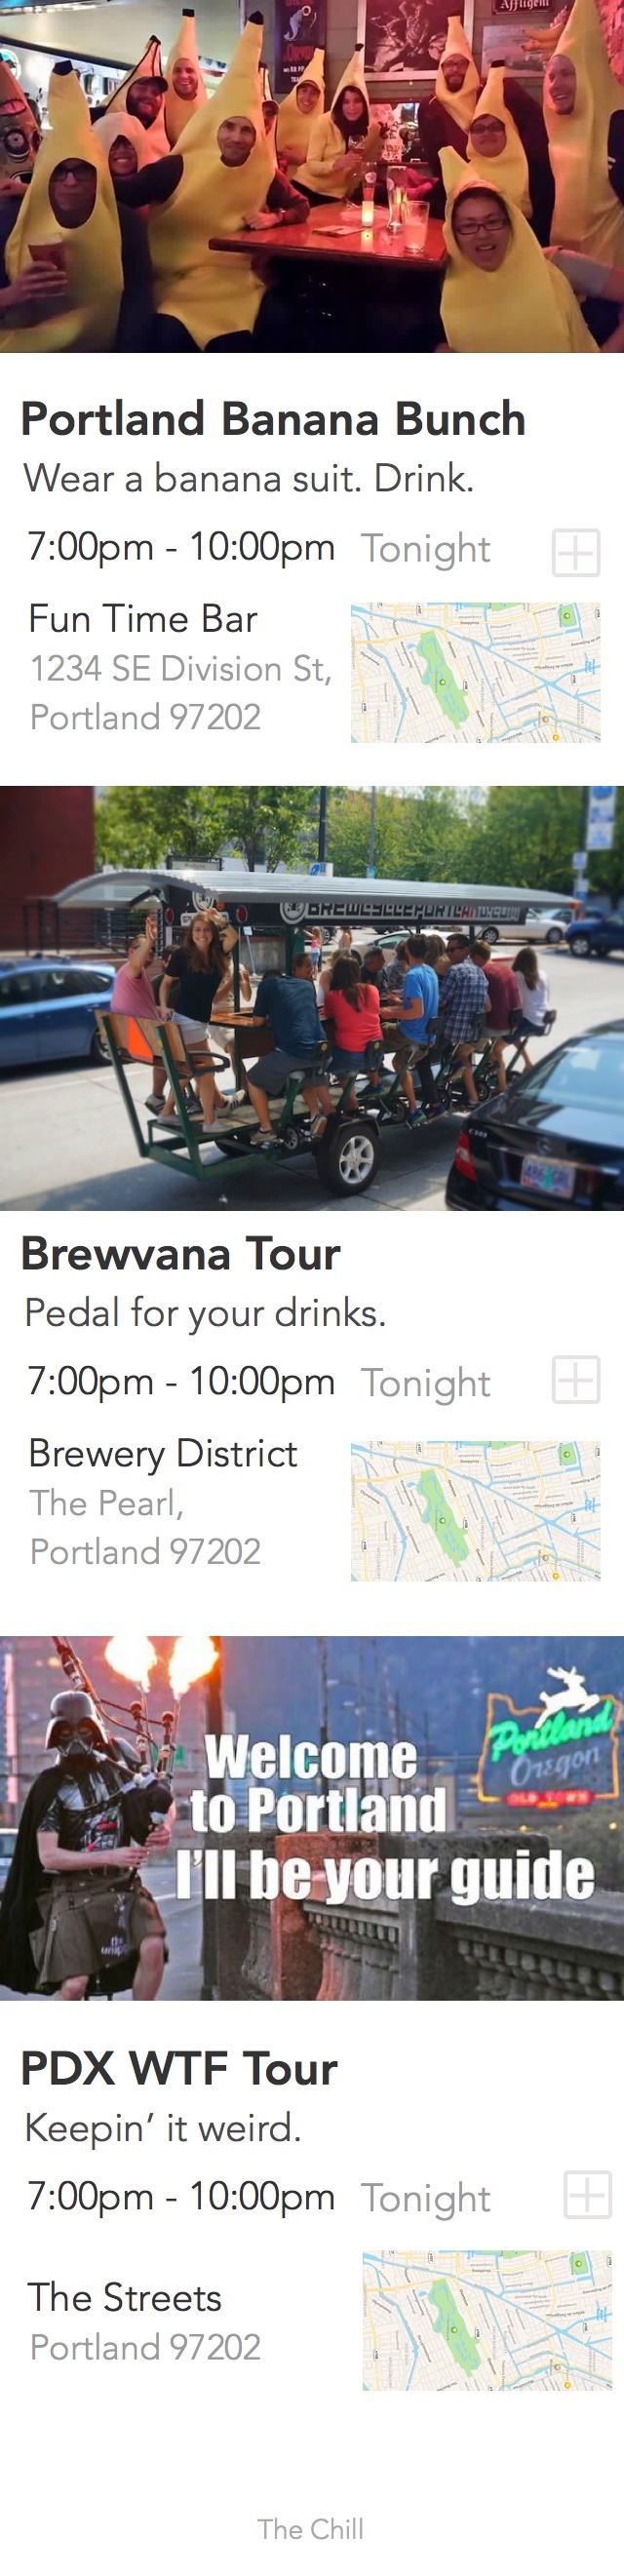 Affligem
Portland Banana Bunch
Wear a banana suit. Drink.
7:00pm - 10:00pm Tonight
Fun Time Bar
1234 SE Division St,
Portland 97202
BREWCYCLEPORTLAND.COM
Brewvana Tour
Pedal for your drinks.
7:00pm - 10:00pm Tonight
Brewery District
The Pearl,
Portland 97202
Portland
Oregon
OLD TOWN
Welcome
to Portland
I'll be your guide
PDX WTF Tour
Keepin' it weird.
7:00pm - 10:00pm Tonight
The Streets
Portland 97202
The Chill